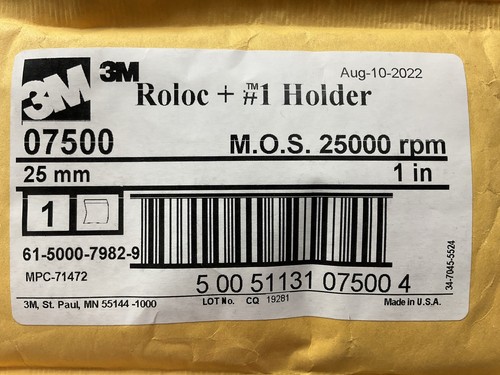 3M
3M
Aug-10-2022
Roloc + ™#1 Holder
07500
M.O.S. 25000 rpm
25 mm
1 in
1
61-5000-7982-9
MPC-71472
5 00 51131 07500 4
34-7045-5524
3M, St. Paul, MN 55144 -1000
LOT No. CQ 19281
Made in U.S.A.